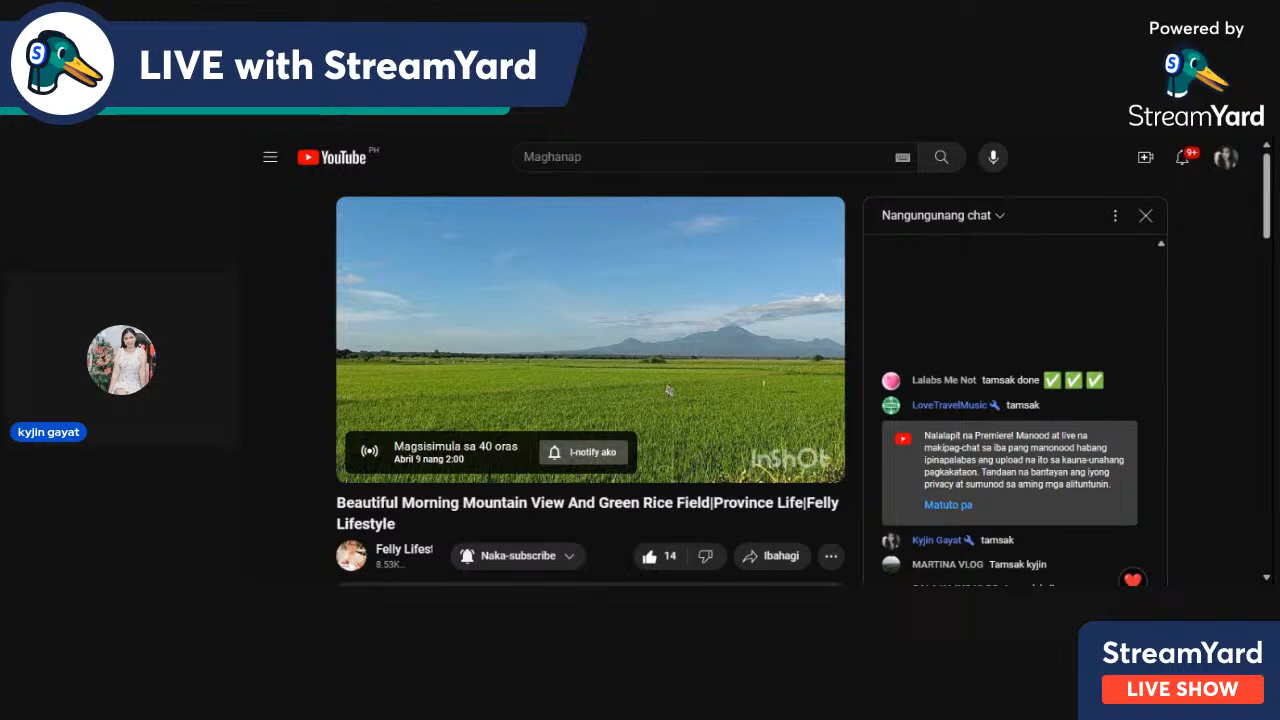 LIVE with StreamYard
Powered by
StreamYard
YouTube PH
Maghanap
9+
Nangungunang chat
Lalabs Me Not tamsak done ✅✅✅
LoveTravelMusic tamsak
Nalalapit na Premiere! Manood at live na
makipag-chat sa iba pang manonood habang
ipinapalabas ang upload na ito sa kauna-unahang
pagkakataon. Tandaan na bantayan ang iyong
privacy at sumunod sa aming mga alituntunin.
Matuto pa
Kyjin Gayat tamsak
MARTINA VLOG Tamsak kyjin
kyjin gayat
Magsisimula sa 40 oras
Abril 9 nang 2:00
I-notify ako
InShOt
Beautiful Morning Mountain View And Green Rice Field|Province Life|Felly
Lifestyle
Felly Lifest
8.53K...
Naka-subscribe
14
Ibahagi
StreamYard
LIVE SHOW